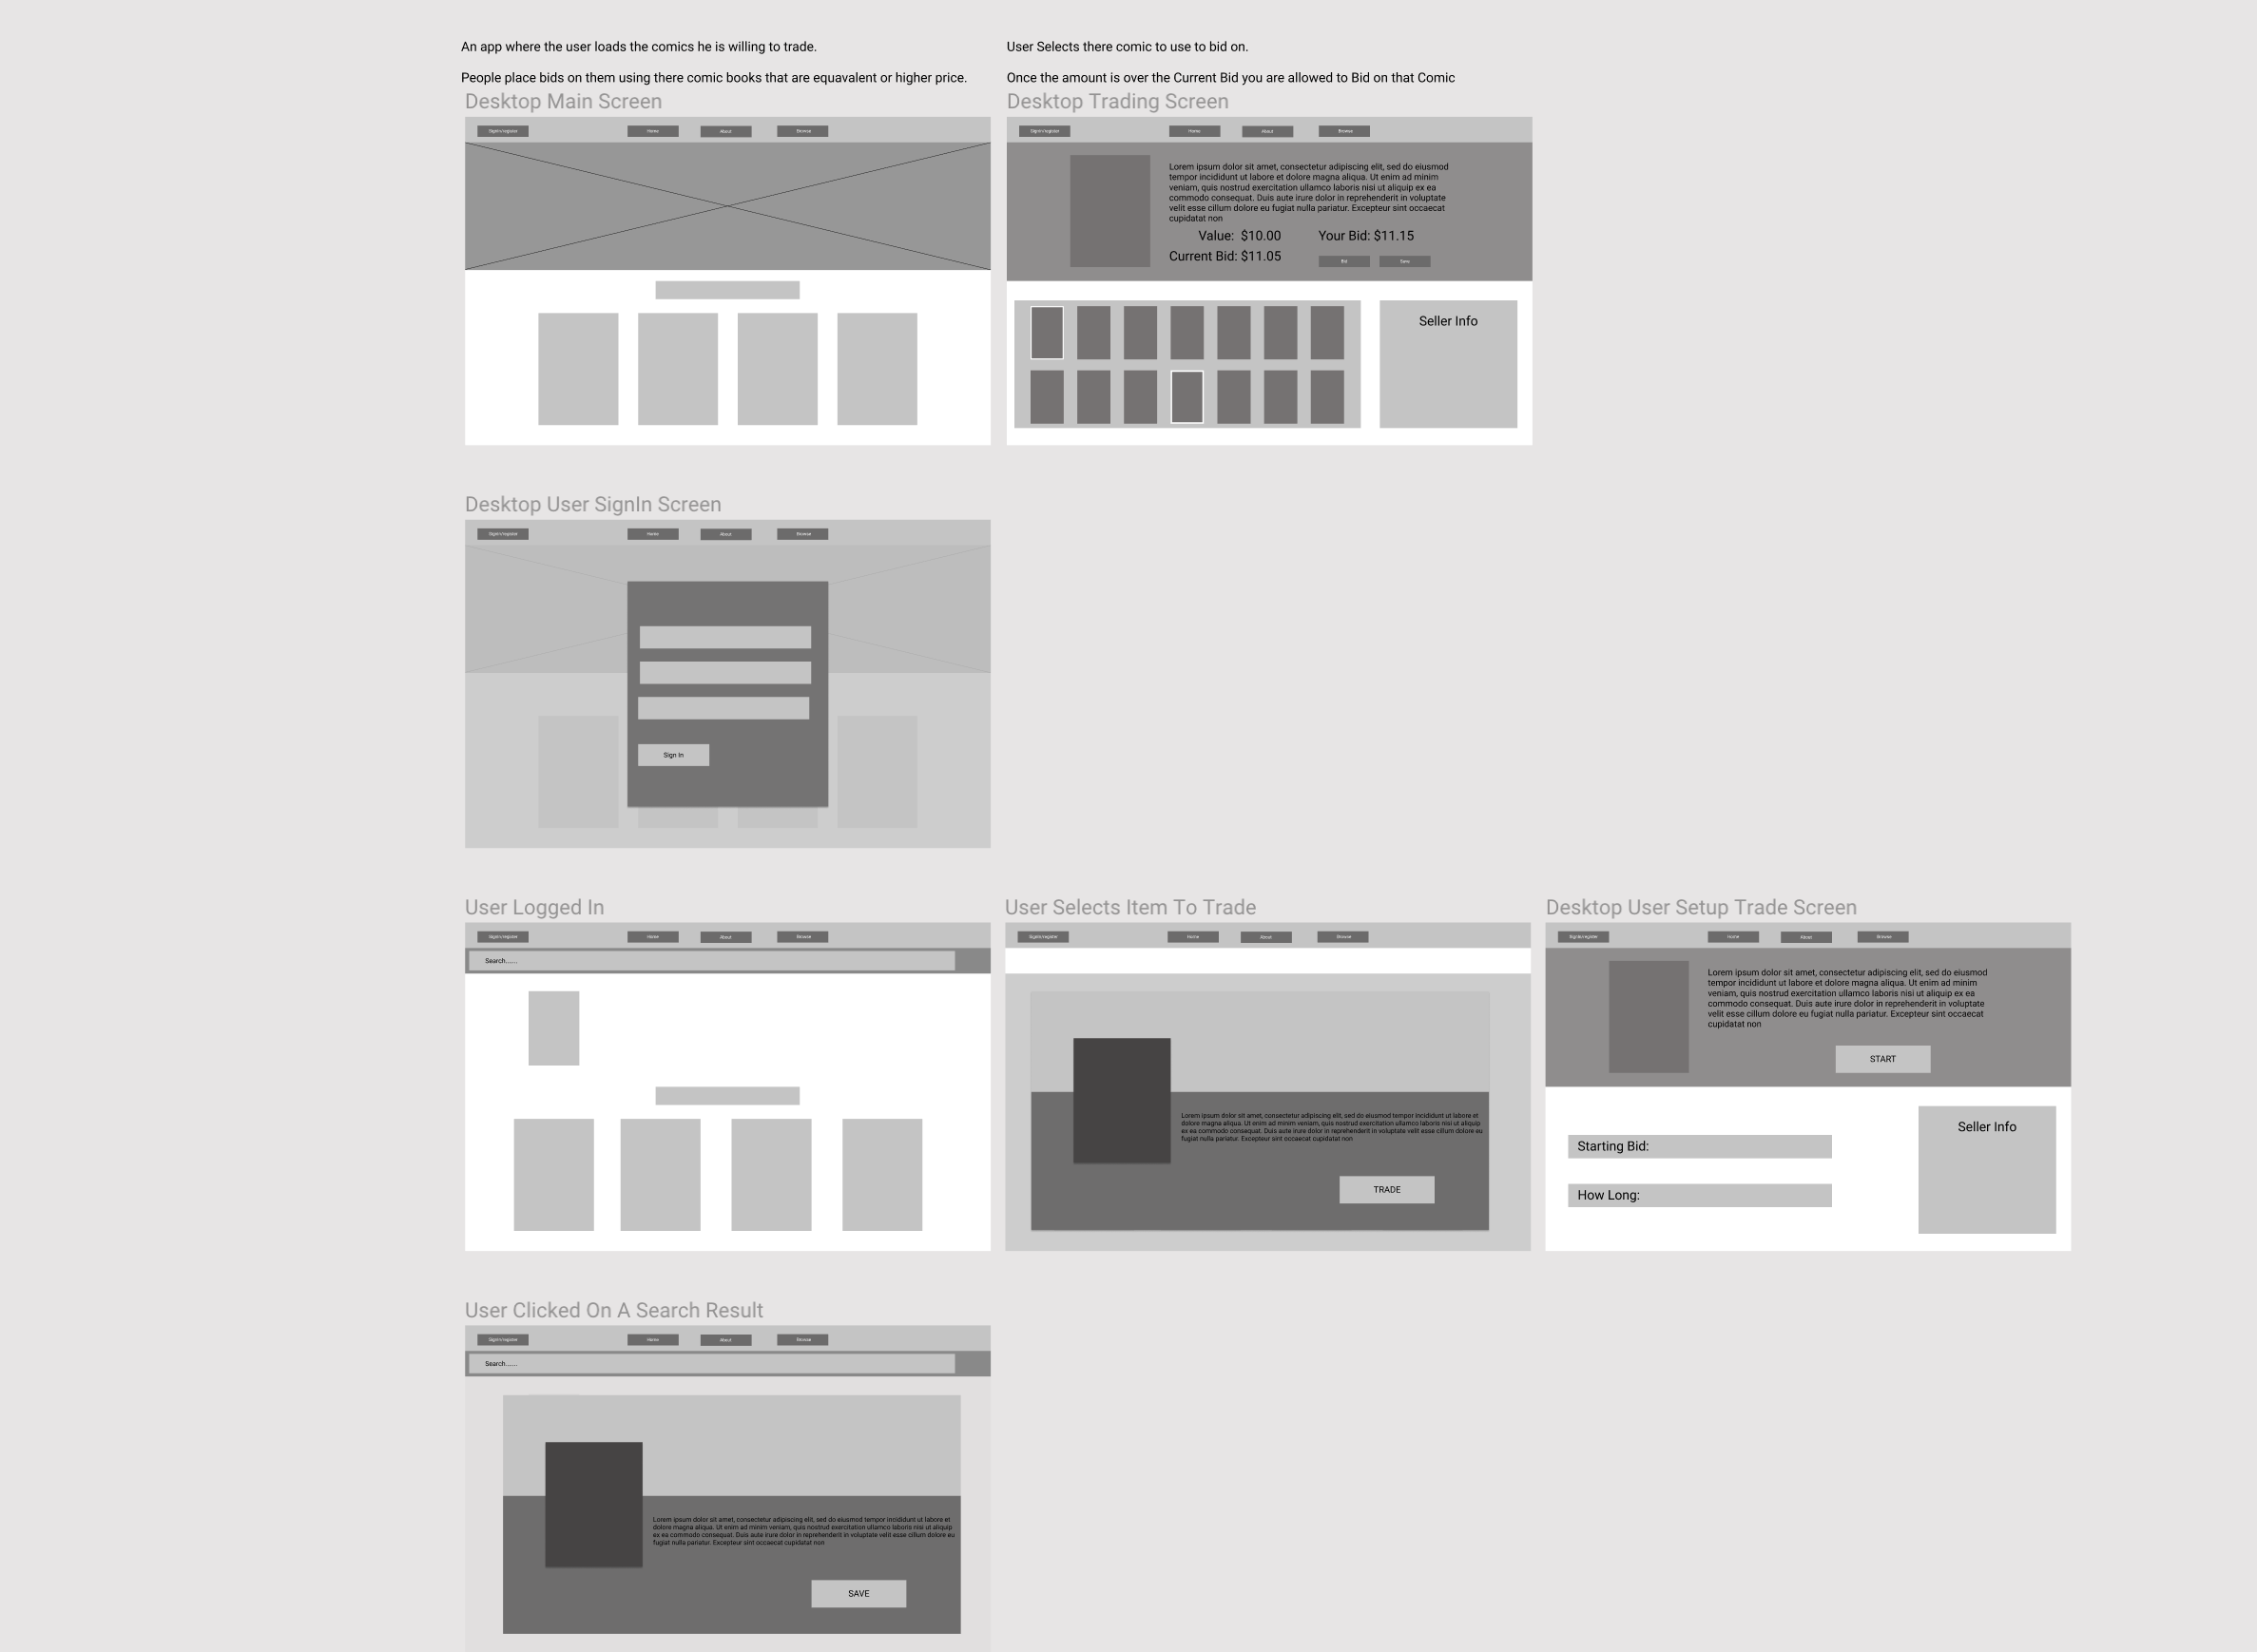 An app where the user loads the comics he is willing to trade.
People place bids on them using there comic books that are equavalent or higher price.
User Selects there comic to use to bid on.
Once the amount is over the Current Bid you are allowed to Bid on that Comic
Desktop Main Screen
Sign in/register
Home
About
Browse
Desktop Trading Screen
Sign in/register
Home
About
Browse
Lorem ipsum dolor sit amet, consectetur adipiscing elit, sed do eiusmod
tempor incididunt ut labore et dolore magna aliqua. Ut enim ad minim
veniam, quis nostrud exercitation ullamco laboris nisi ut aliquip ex ea
commodo consequat. Duis aute irure dolor in reprehenderit in voluptate
velit esse cillum dolore eu fugiat nulla pariatur. Excepteur sint occaecat
cupidatat non
Value: $10.00
Your Bid: $11.15
Current Bid: $11.05
Bid
Save
Seller Info
Desktop User SignIn Screen
Sign in/register
Home
About
Browse
Sign In
User Logged In
Sign in/register
Home
About
Browse
Search......
User Selects Item To Trade
Sign in/register
Home
About
Browse
Lorem ipsum dolor sit amet, consectetur adipiscing elit, sed do eiusmod tempor incididunt ut labore et
dolore magna aliqua. Ut enim ad minim veniam, quis nostrud exercitation ullamco laboris nisi ut aliquip
ex ea commodo consequat. Duis aute irure dolor in reprehenderit in voluptate velit esse cillum dolore eu
fugiat nulla pariatur. Excepteur sint occaecat cupidatat non
TRADE
Desktop User Setup Trade Screen
Sign in/register
Home
About
Browse
Lorem ipsum dolor sit amet, consectetur adipiscing elit, sed do eiusmod
tempor incididunt ut labore et dolore magna aliqua. Ut enim ad minim
veniam, quis nostrud exercitation ullamco laboris nisi ut aliquip ex ea
commodo consequat. Duis aute irure dolor in reprehenderit in voluptate
velit esse cillum dolore eu fugiat nulla pariatur. Excepteur sint occaecat
cupidatat non
START
Seller Info
Starting Bid:
How Long:
User Clicked On A Search Result
Sign in/register
Home
About
Browse
Search......
Lorem ipsum dolor sit amet, consectetur adipiscing elit, sed do eiusmod tempor incididunt ut labore et
dolore magna aliqua. Ut enim ad minim veniam, quis nostrud exercitation ullamco laboris nisi ut aliquip
ex ea commodo consequat. Duis aute irure dolor in reprehenderit in voluptate velit esse cillum dolore eu
fugiat nulla pariatur. Excepteur sint occaecat cupidatat non
SAVE